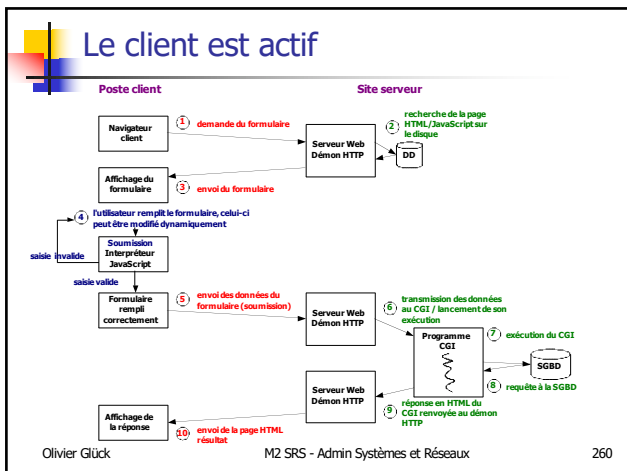 Le client est actif
Poste client
Site serveur
1 demande du formulaire
2 recherche de la page
HTML/JavaScript sur
le disque
Navigateur
client
Serveur Web
Démon HTTP
DD
Affichage du
formulaire
3 envoi du formulaire
4 l'utilisateur remplit le formulaire, celui-ci
peut être modifié dynamiquement
Soumission
Interpréteur
JavaScript
saisie invalide
saisie valide
Formulaire
rempli
correctement
5 envoi des données du
formulaire (soumission)
Serveur Web
Démon HTTP
6 transmission des données
au CGI / lancement de son
exécution
Programme
CGI
7 exécution du CGI
SGBD
8 requête à la SGBD
Serveur Web
Démon HTTP
9 réponse en HTML du
CGI renvoyée au démon
HTTP
Affichage de
la réponse
10 envoi de la page HTML
résultat
Olivier Glück
M2 SRS - Admin Systèmes et Réseaux
260